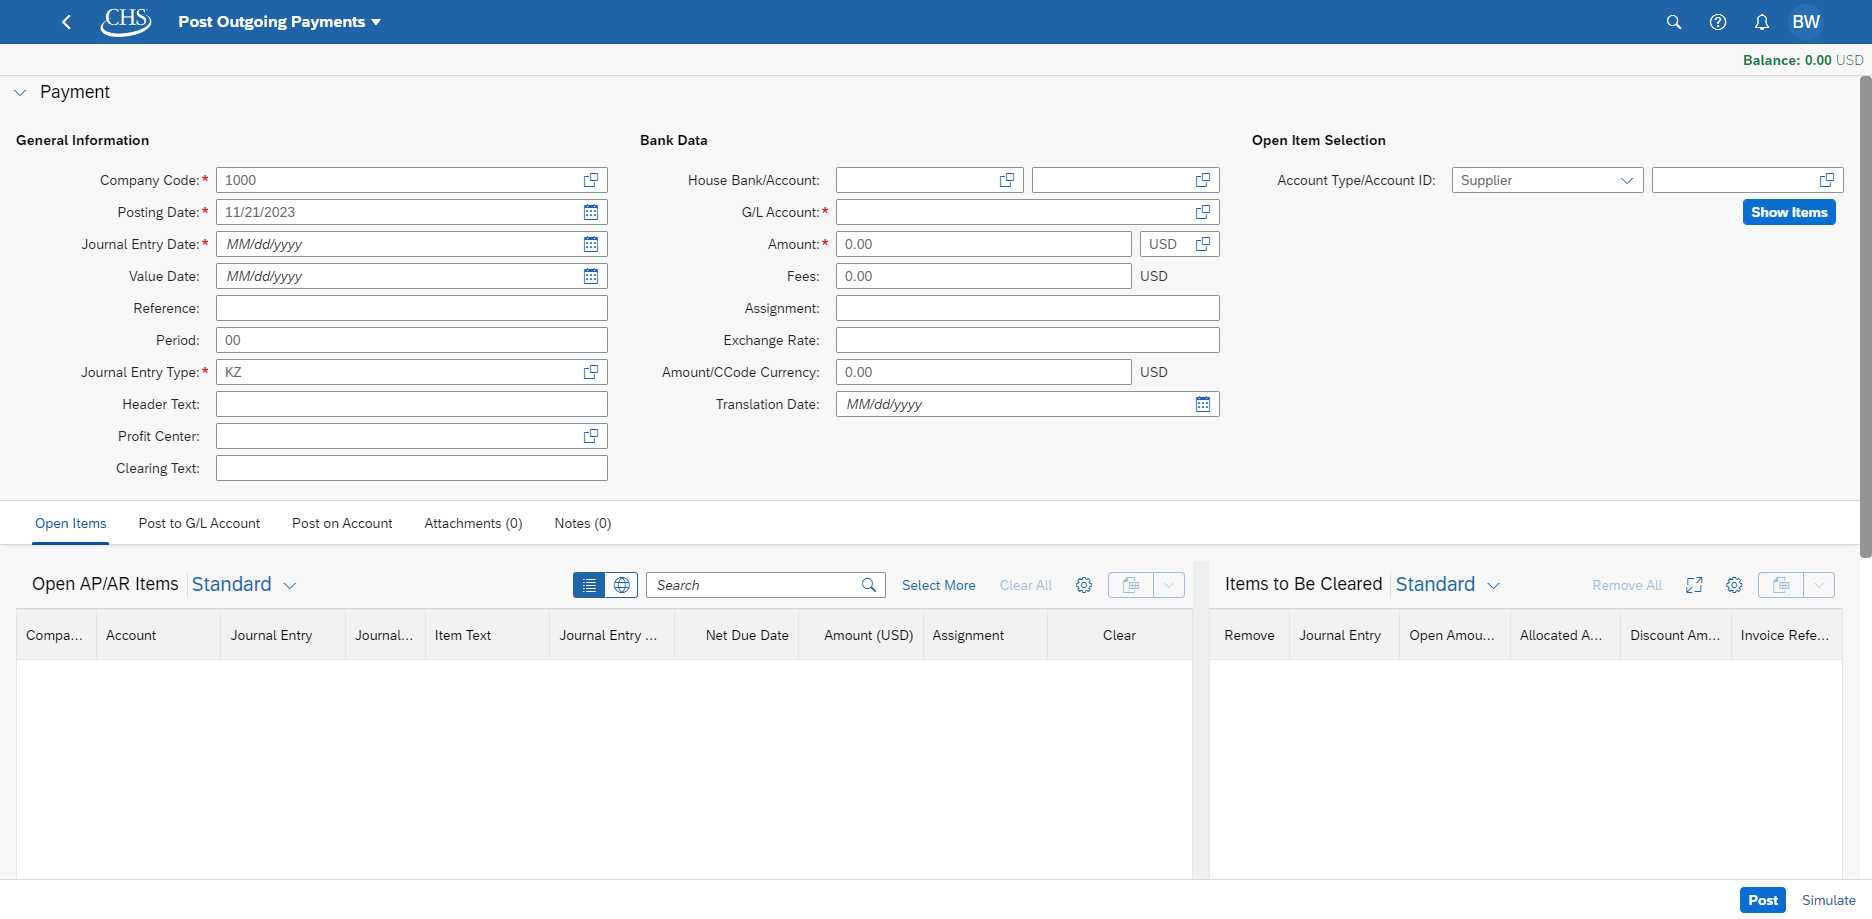 CHS Post Outgoing Payments BW
Balance: 0.00 USD
Payment
General Information
Company Code:* 1000
Posting Date:* 11/21/2023
Journal Entry Date:* MM/dd/yyyy
Value Date: MM/dd/yyyy
Reference:
Period: 00
Journal Entry Type:* KZ
Header Text:
Profit Center:
Clearing Text:
Bank Data
House Bank/Account:
G/L Account:*
Amount:* 0.00 USD
Fees: 0.00 USD
Assignment:
Exchange Rate:
Amount/CCode Currency: 0.00 USD
Translation Date: MM/dd/yyyy
Open Item Selection
Account Type/Account ID: Supplier
Show Items
Open Items Post to G/L Account Post on Account Attachments (0) Notes (0)
Open AP/AR Items Standard Search Select More Clear All
Compa... Account Journal Entry Journal... Item Text Journal Entry ... Net Due Date Amount (USD) Assignment Clear
Items to Be Cleared Standard Remove All
Remove Journal Entry Open Amou... Allocated A... Discount Am... Invoice Refe...
Post Simulate